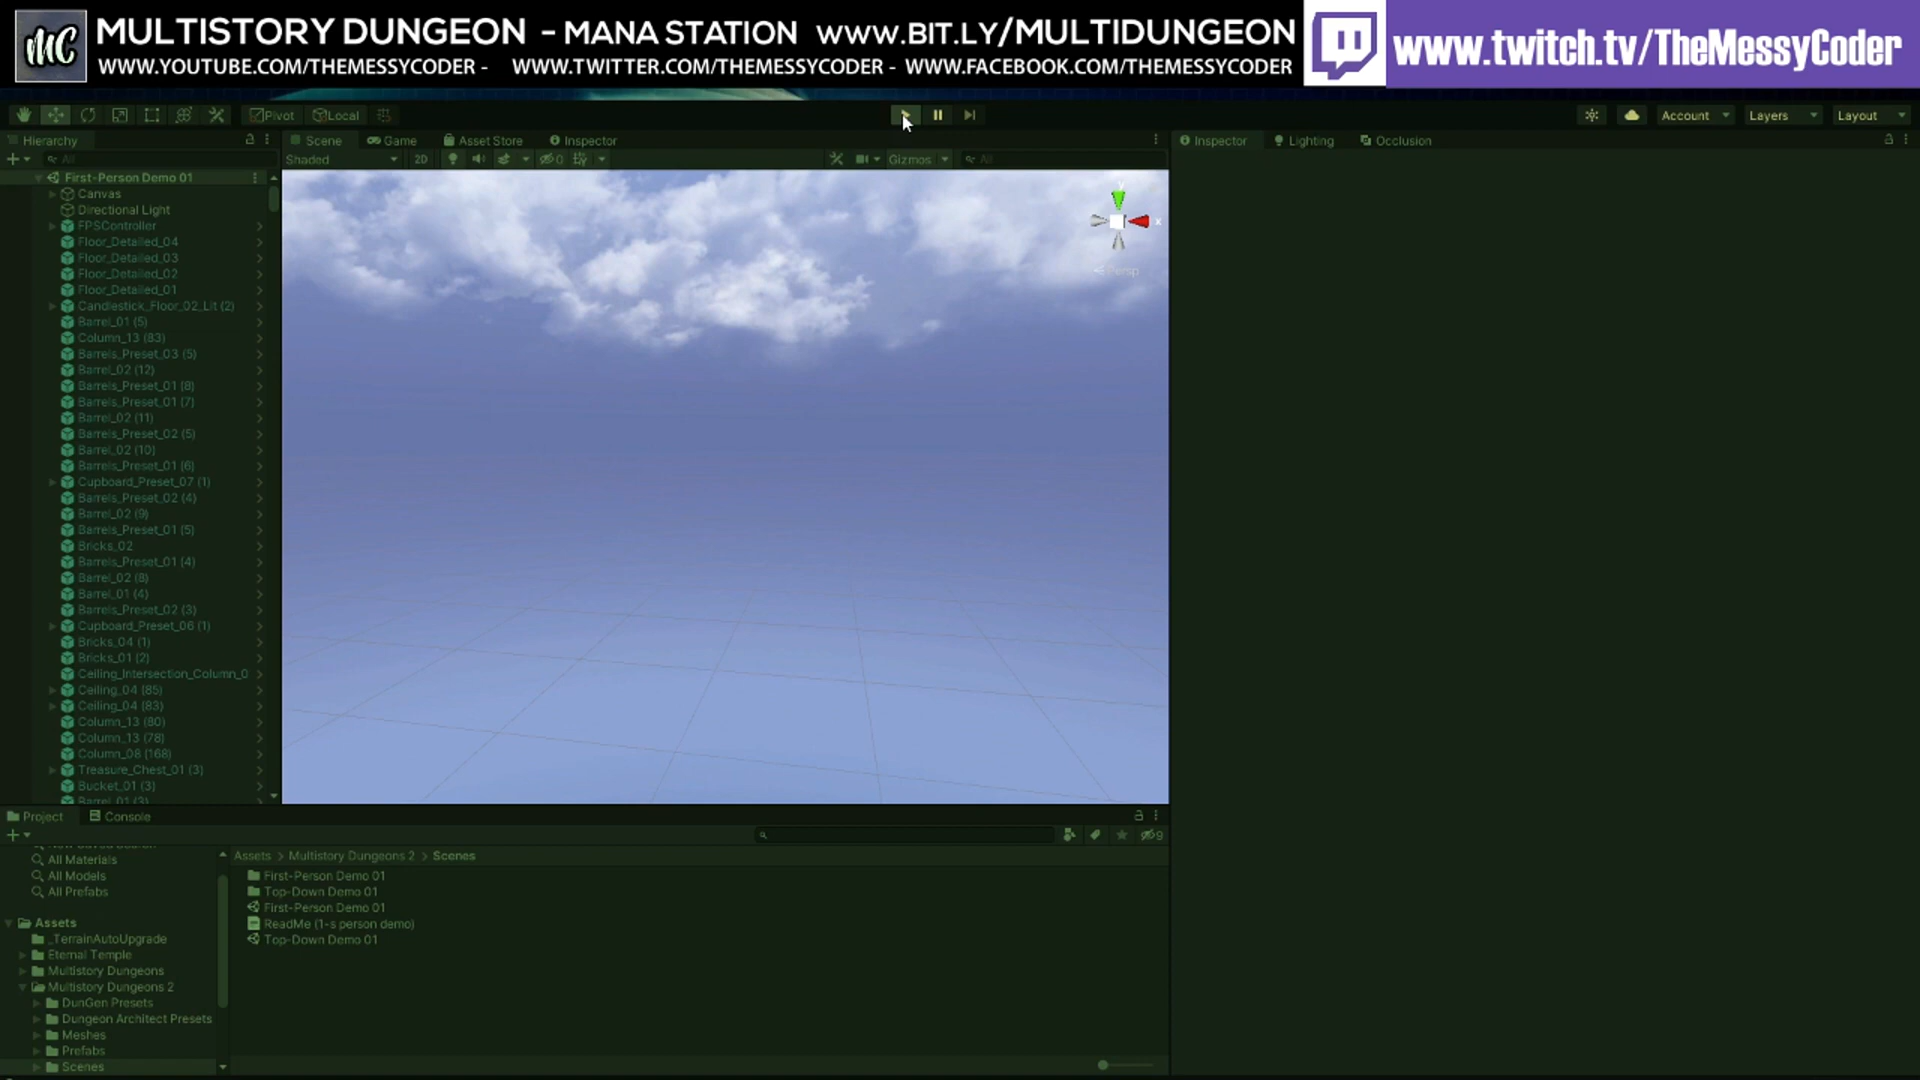 MC
MULTISTORY DUNGEON - MANA STATION WWW.BIT.LY/MULTIDUNGEON
WWW.YOUTUBE.COM/THEMESSYCODER - WWW.TWITTER.COM/THEMESSYCODER - WWW.FACEBOOK.COM/THEMESSYCODER
www.twitch.tv/TheMessyCoder
Pivot Local Account Layers Layout
Hierarchy
All
First-Person Demo 01
Canvas
Directional Light
FPSController
Floor_Detailed_04
Floor_Detailed_03
Floor_Detailed_02
Floor_Detailed_01
Candlestick_Floor_02_Lit (2)
Barrel_01 (5)
Column_13 (83)
Barrels_Preset_03 (5)
Barrel_02 (12)
Barrels_Preset_01 (8)
Barrels_Preset_01 (7)
Barrel_02 (11)
Barrels_Preset_02 (5)
Barrel_02 (10)
Barrels_Preset_01 (6)
Cupboard_Preset_07 (1)
Barrels_Preset_02 (4)
Barrel_02 (9)
Barrels_Preset_01 (5)
Bricks_02
Barrels_Preset_01 (4)
Barrel_02 (8)
Barrel_01 (4)
Barrels_Preset_02 (3)
Cupboard_Preset_06 (1)
Bricks_04 (1)
Bricks_01 (2)
Ceiling_Intersection_Column_0
Ceiling_04 (85)
Ceiling_04 (83)
Column_13 (80)
Column_13 (78)
Column_08 (168)
Treasure_Chest_01 (3)
Bucket_01 (3)
Barrel_01 (3)
Scene Game Asset Store Inspector
Shaded 2D 0 Gizmos All
x
Persp
Inspector Lighting Occlusion
Project Console
9
All Materials
All Models
All Prefabs
Assets
_TerrainAutoUpgrade
Eternal Temple
Multistory Dungeons
Multistory Dungeons 2
DunGen Presets
Dungeon Architect Presets
Meshes
Prefabs
Scenes
Assets > Multistory Dungeons 2 > Scenes
First-Person Demo 01
Top-Down Demo 01
First-Person Demo 01
ReadMe (1-s person demo)
Top-Down Demo 01